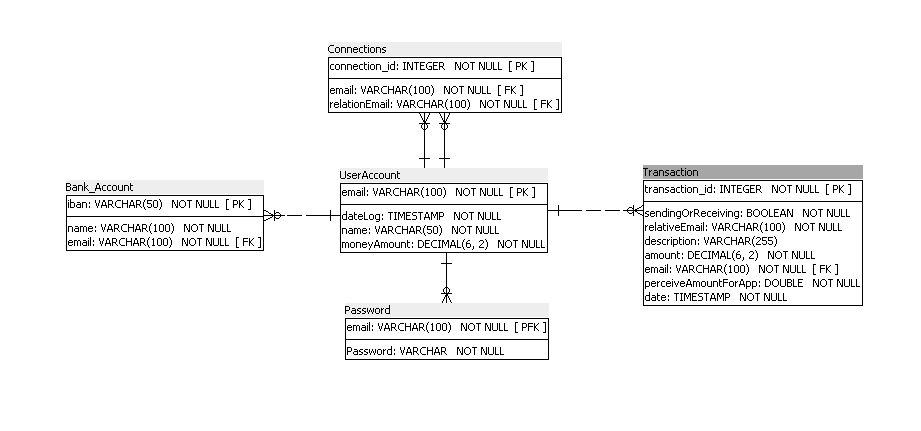 Connections
connection_id: INTEGER NOT NULL [ PK ]
email: VARCHAR(100) NOT NULL [ FK ]
relationEmail: VARCHAR(100) NOT NULL [ FK ]
Bank_Account
iban: VARCHAR(50) NOT NULL [ PK ]
name: VARCHAR(100) NOT NULL
email: VARCHAR(100) NOT NULL [ FK ]
UserAccount
email: VARCHAR(100) NOT NULL [ PK ]
dateLog: TIMESTAMP NOT NULL
name: VARCHAR(50) NOT NULL
moneyAmount: DECIMAL(6, 2) NOT NULL
Transaction
transaction_id: INTEGER NOT NULL [ PK ]
sendingOrReceiving: BOOLEAN NOT NULL
relativeEmail: VARCHAR(100) NOT NULL
description: VARCHAR(255)
amount: DECIMAL(6, 2) NOT NULL
email: VARCHAR(100) NOT NULL [ FK ]
perceiveAmountForApp: DOUBLE NOT NULL
date: TIMESTAMP NOT NULL
Password
email: VARCHAR(100) NOT NULL [ PFK ]
Password: VARCHAR NOT NULL